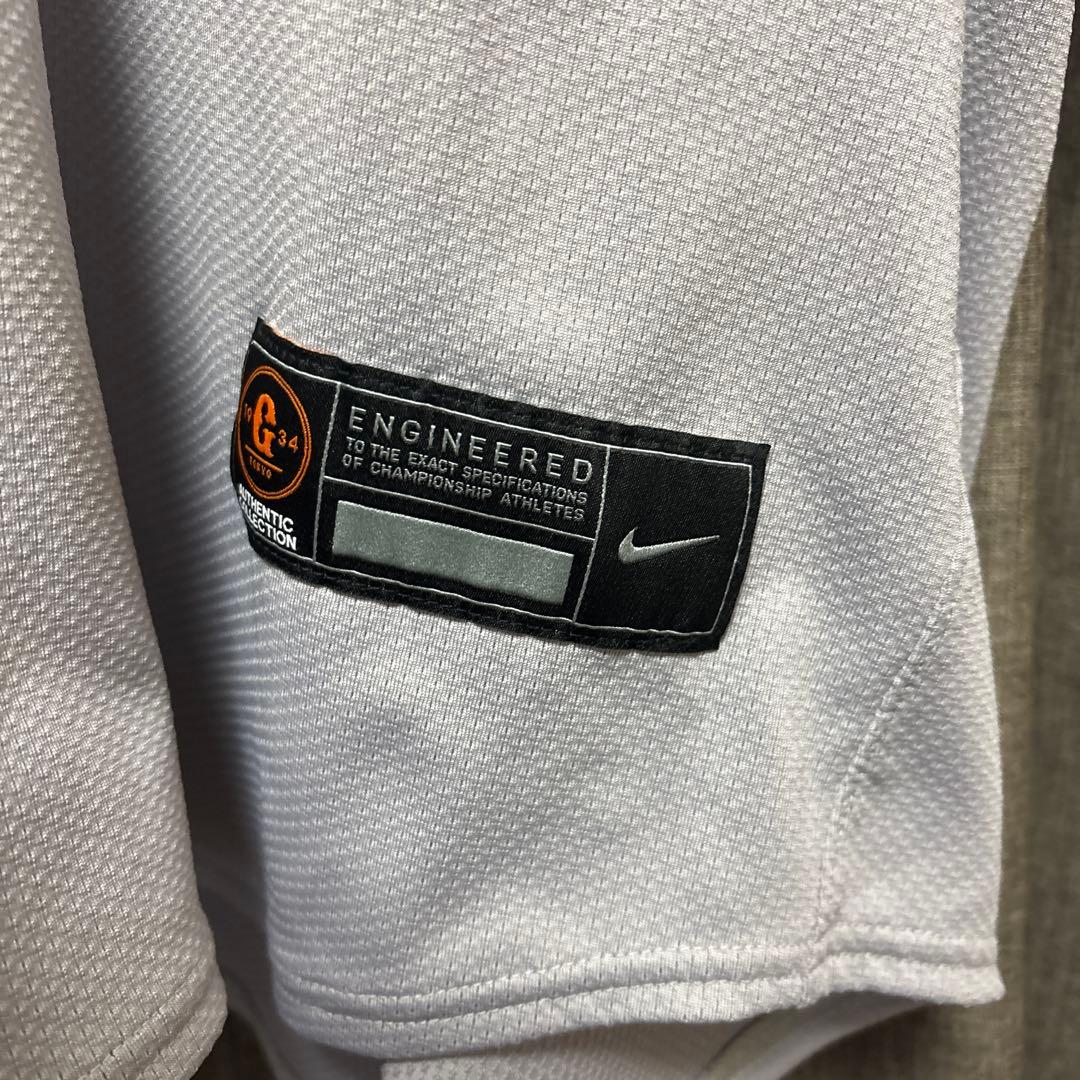 19 G 34
TOKYO
AUTHENTIC
COLLECTION
ENGINEERED
TO THE EXACT SPECIFICATIONS
OF CHAMPIONSHIP ATHLETES